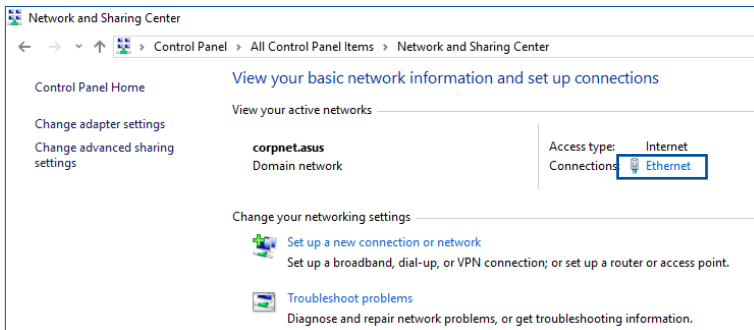 Network and Sharing Center
Control Panel > All Control Panel Items > Network and Sharing Center
Control Panel Home
Change adapter settings
Change advanced sharing
settings
View your basic network information and set up connections
View your active networks
corpnet.asus
Domain network
Access type: Internet
Connections: Ethernet
Change your networking settings
Set up a new connection or network
Set up a broadband, dial-up, or VPN connection; or set up a router or access point.
Troubleshoot problems
Diagnose and repair network problems, or get troubleshooting information.